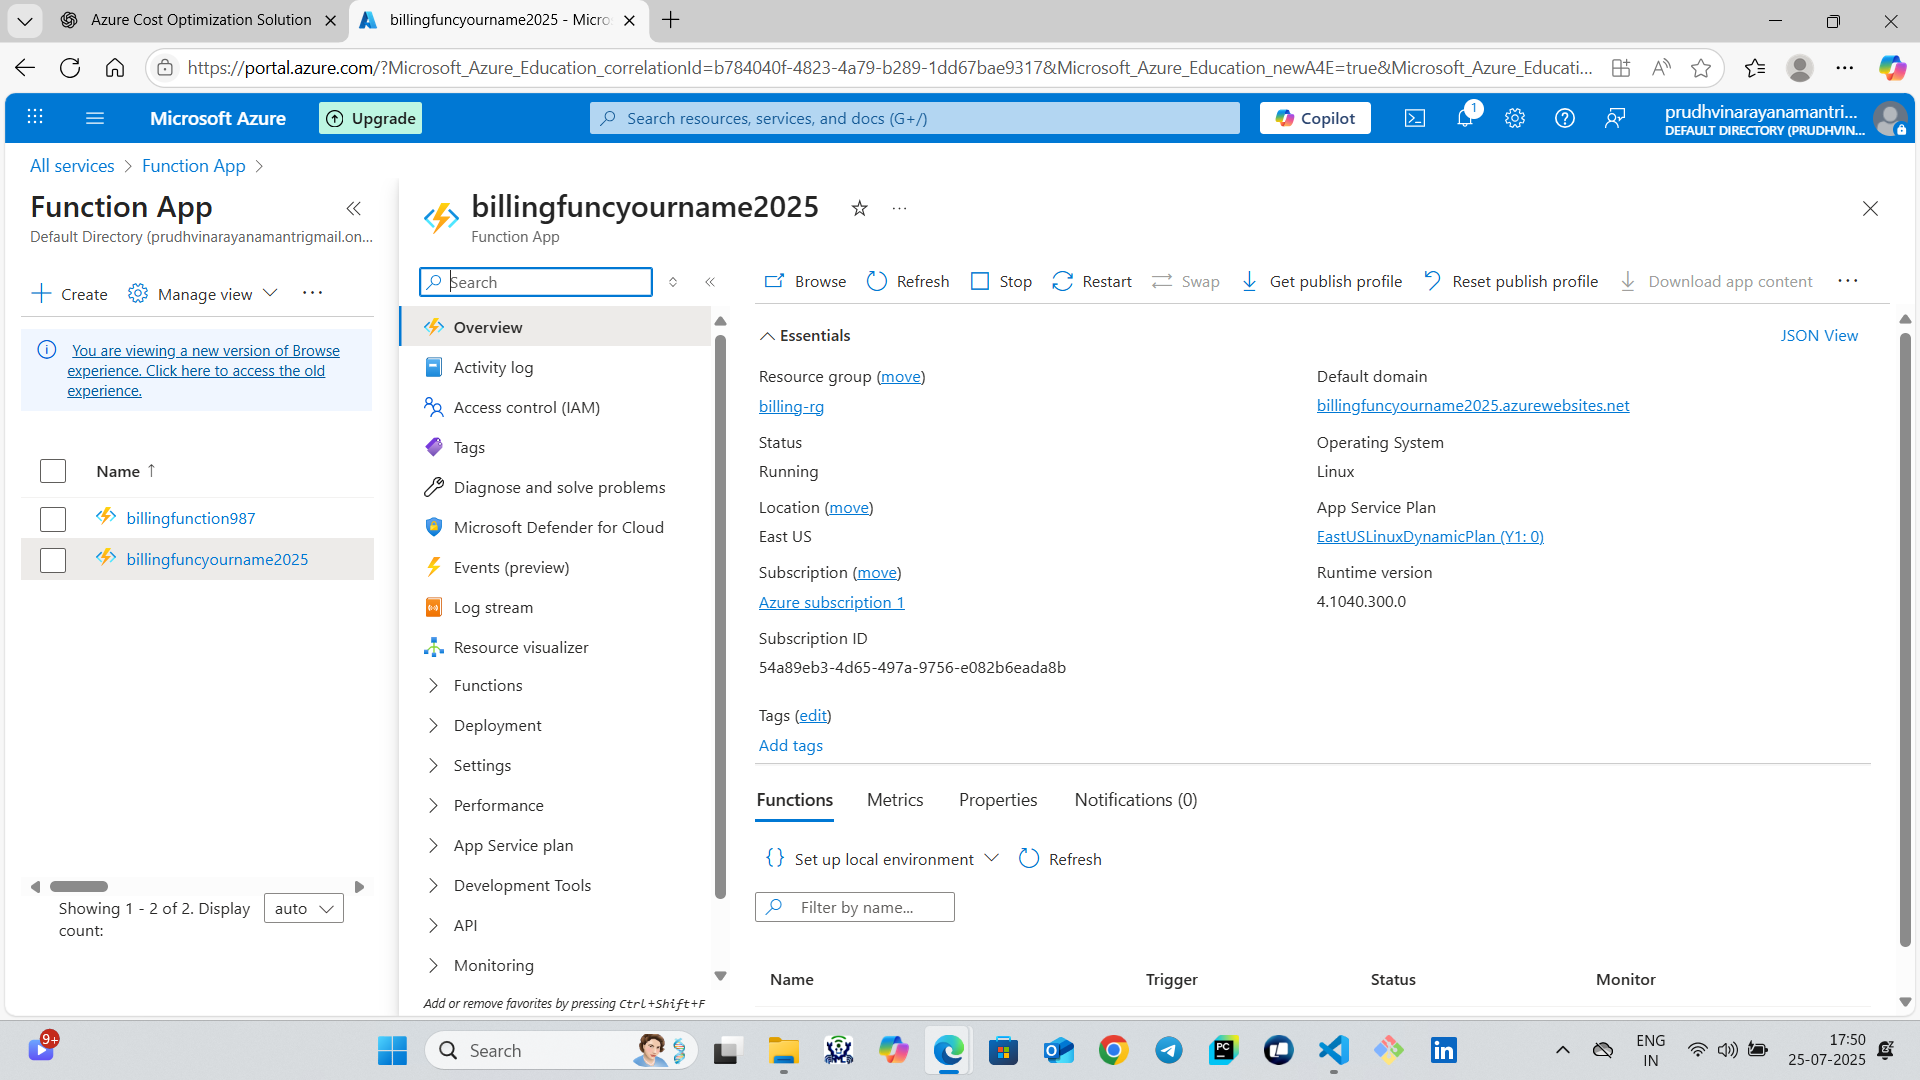 Azure Cost Optimization Solution
billingfuncyourname2025 - Micro
https://portal.azure.com/?Microsoft_Azure_Education_correlationId=b784040f-4823-4a79-b289-1dd67bae9317&Microsoft_Azure_Education_newA4E=true&Microsoft_Azure_Educati...
Microsoft Azure
Upgrade
Search resources, services, and docs (G+/)
Copilot
1
prudhvinarayanamantri...
DEFAULT DIRECTORY (PRUDHVIN...
All services
Function App
Function App
Default Directory (prudhvinarayanamantrigmail.on...
Create
Manage view
You are viewing a new version of Browse
experience. Click here to access the old
experience.
Name ↑
billingfunction987
billingfuncyourname2025
Showing 1 - 2 of 2. Display
count:
auto
billingfuncyourname2025
Function App
Search
Overview
Activity log
Access control (IAM)
Tags
Diagnose and solve problems
Microsoft Defender for Cloud
Events (preview)
Log stream
Resource visualizer
Functions
Deployment
Settings
Performance
App Service plan
Development Tools
API
Monitoring
Add or remove favorites by pressing Ctrl+Shift+F
Browse
Refresh
Stop
Restart
Swap
Get publish profile
Reset publish profile
Download app content
Essentials
JSON View
Resource group (move)
billing-rg
Status
Running
Location (move)
East US
Subscription (move)
Azure subscription 1
Subscription ID
54a89eb3-4d65-497a-9756-e082b6eada8b
Default domain
billingfuncyourname2025.azurewebsites.net
Operating System
Linux
App Service Plan
EastUSLinuxDynamicPlan (Y1: 0)
Runtime version
4.1040.300.0
Tags (edit)
Add tags
Functions
Metrics
Properties
Notifications (0)
Set up local environment
Refresh
Filter by name...
Name
Trigger
Status
Monitor
9+
Search
ENG
IN
17:50
25-07-2025